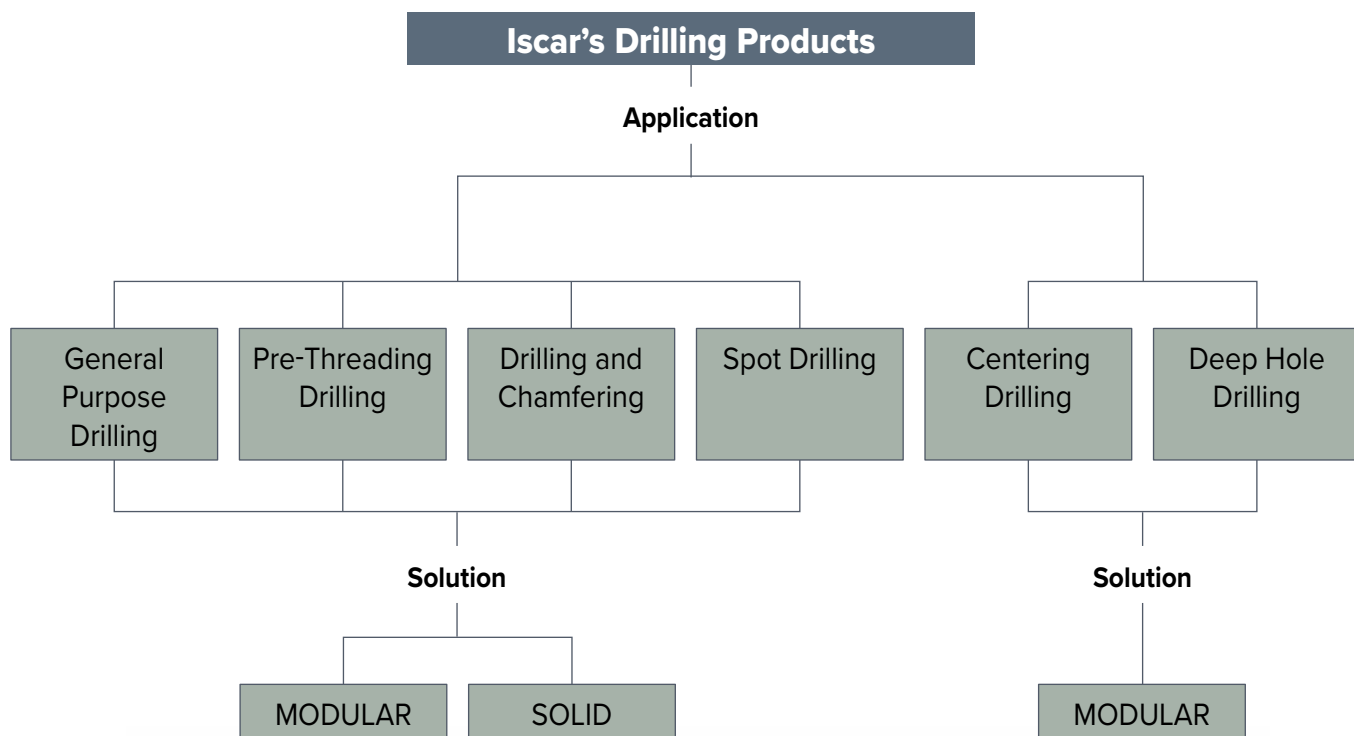 Iscar’s Drilling Products
Application
General
Purpose
Drilling
Pre-Threading
Drilling
Drilling and
Chamfering
Spot Drilling
Centering
Drilling
Deep Hole
Drilling
Solution
Solution
MODULAR
SOLID
MODULAR